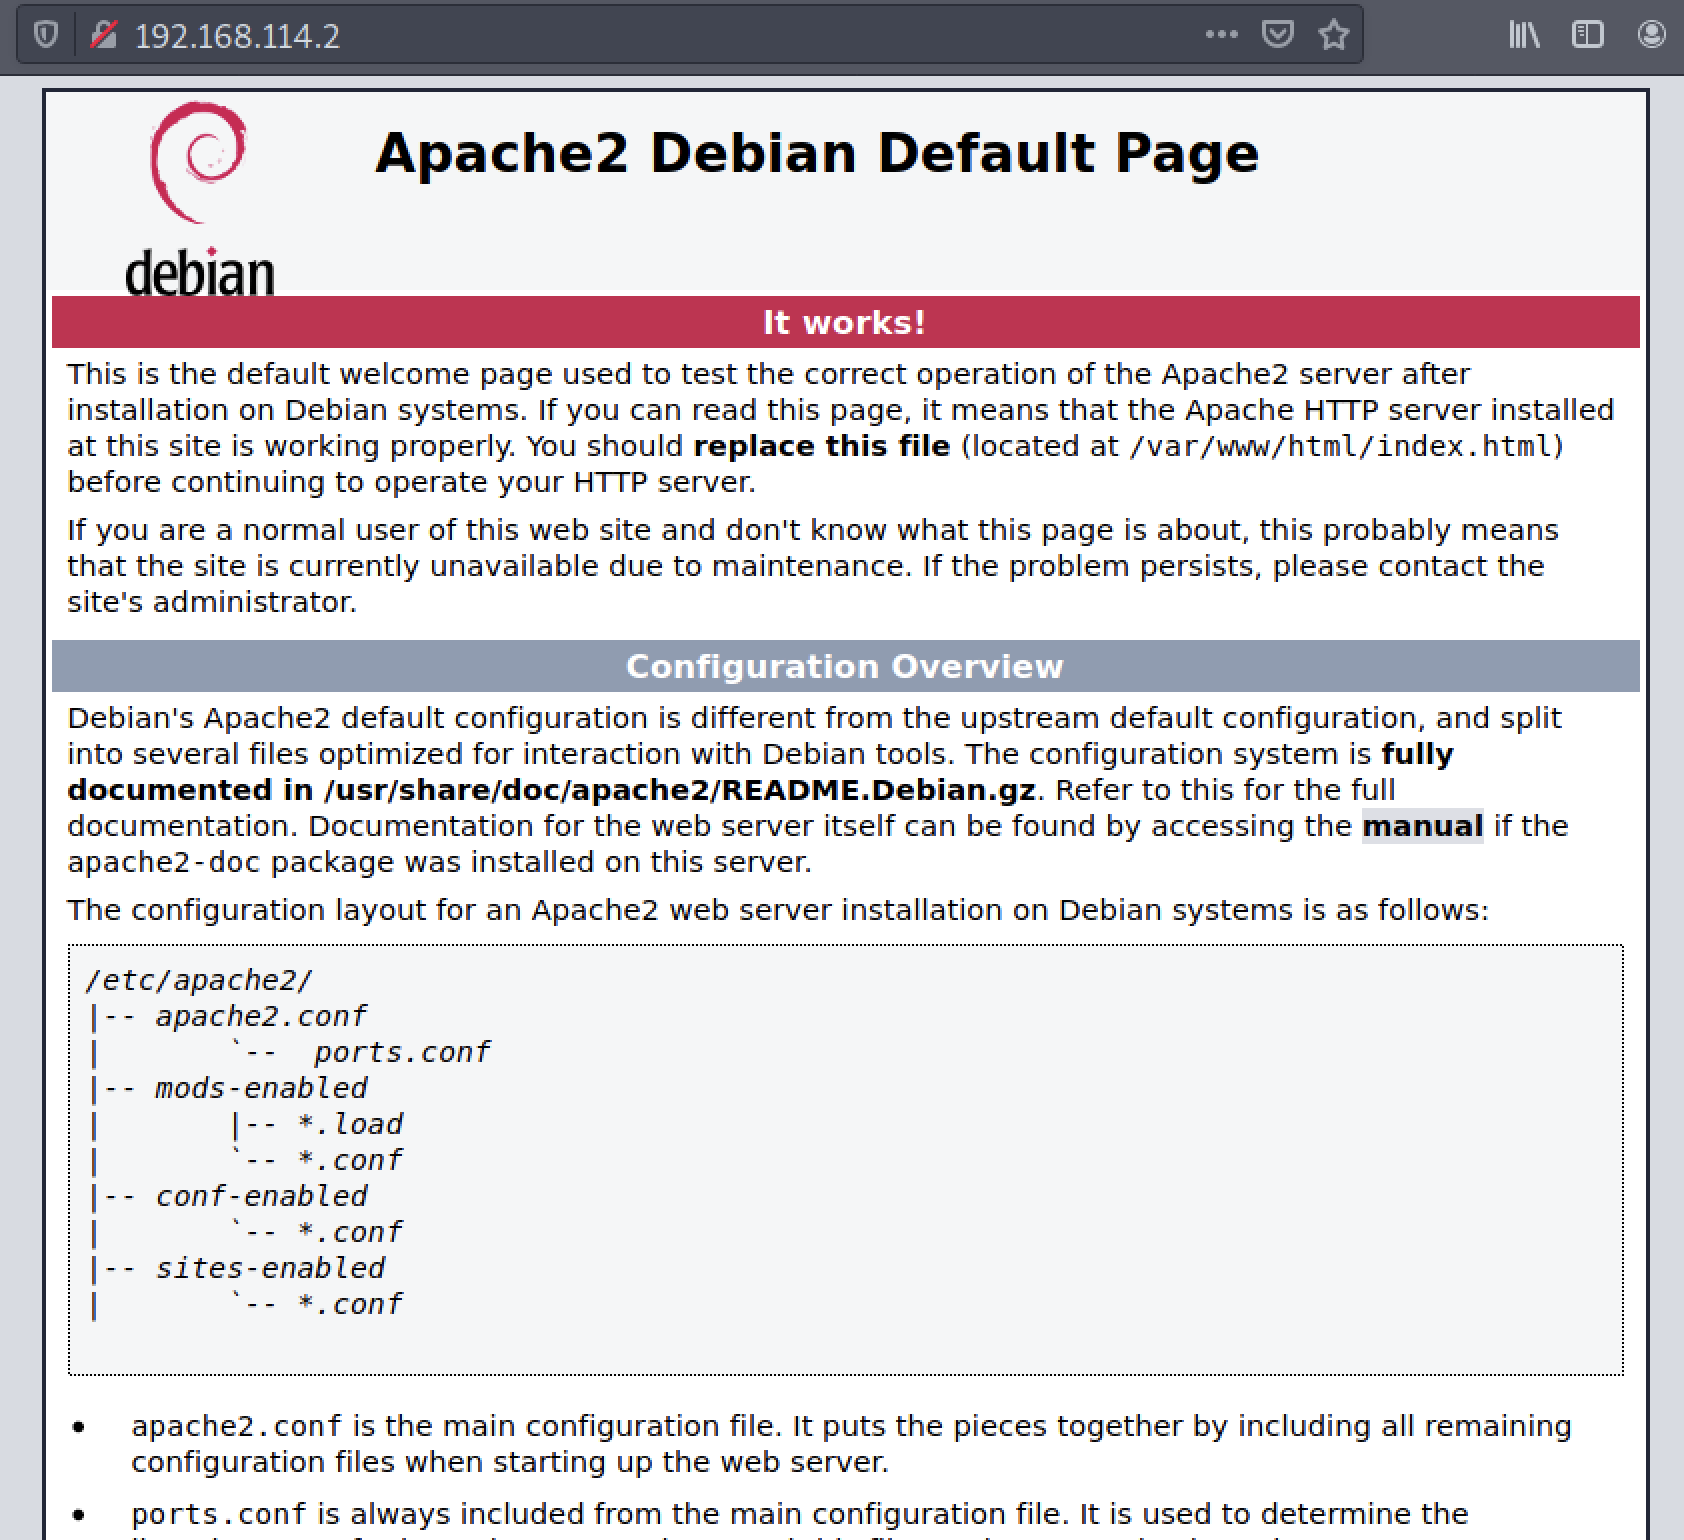 192.168.114.2
debian
Apache2 Debian Default Page
It works!
This is the default welcome page used to test the correct operation of the Apache2 server after
installation on Debian systems. If you can read this page, it means that the Apache HTTP server installed
at this site is working properly. You should replace this file (located at /var/www/html/index.html)
before continuing to operate your HTTP server.
If you are a normal user of this web site and don't know what this page is about, this probably means
that the site is currently unavailable due to maintenance. If the problem persists, please contact the
site's administrator.
Configuration Overview
Debian's Apache2 default configuration is different from the upstream default configuration, and split
into several files optimized for interaction with Debian tools. The configuration system is fully
documented in /usr/share/doc/apache2/README.Debian.gz. Refer to this for the full
documentation. Documentation for the web server itself can be found by accessing the manual if the
apache2-doc package was installed on this server.
The configuration layout for an Apache2 web server installation on Debian systems is as follows:
/etc/apache2/
|-- apache2.conf
|       `--  ports.conf
|-- mods-enabled
|       |-- *.load
|       `-- *.conf
|-- conf-enabled
|       `-- *.conf
|-- sites-enabled
|       `-- *.conf
• apache2.conf is the main configuration file. It puts the pieces together by including all remaining
configuration files when starting up the web server.
• ports.conf is always included from the main configuration file. It is used to determine the